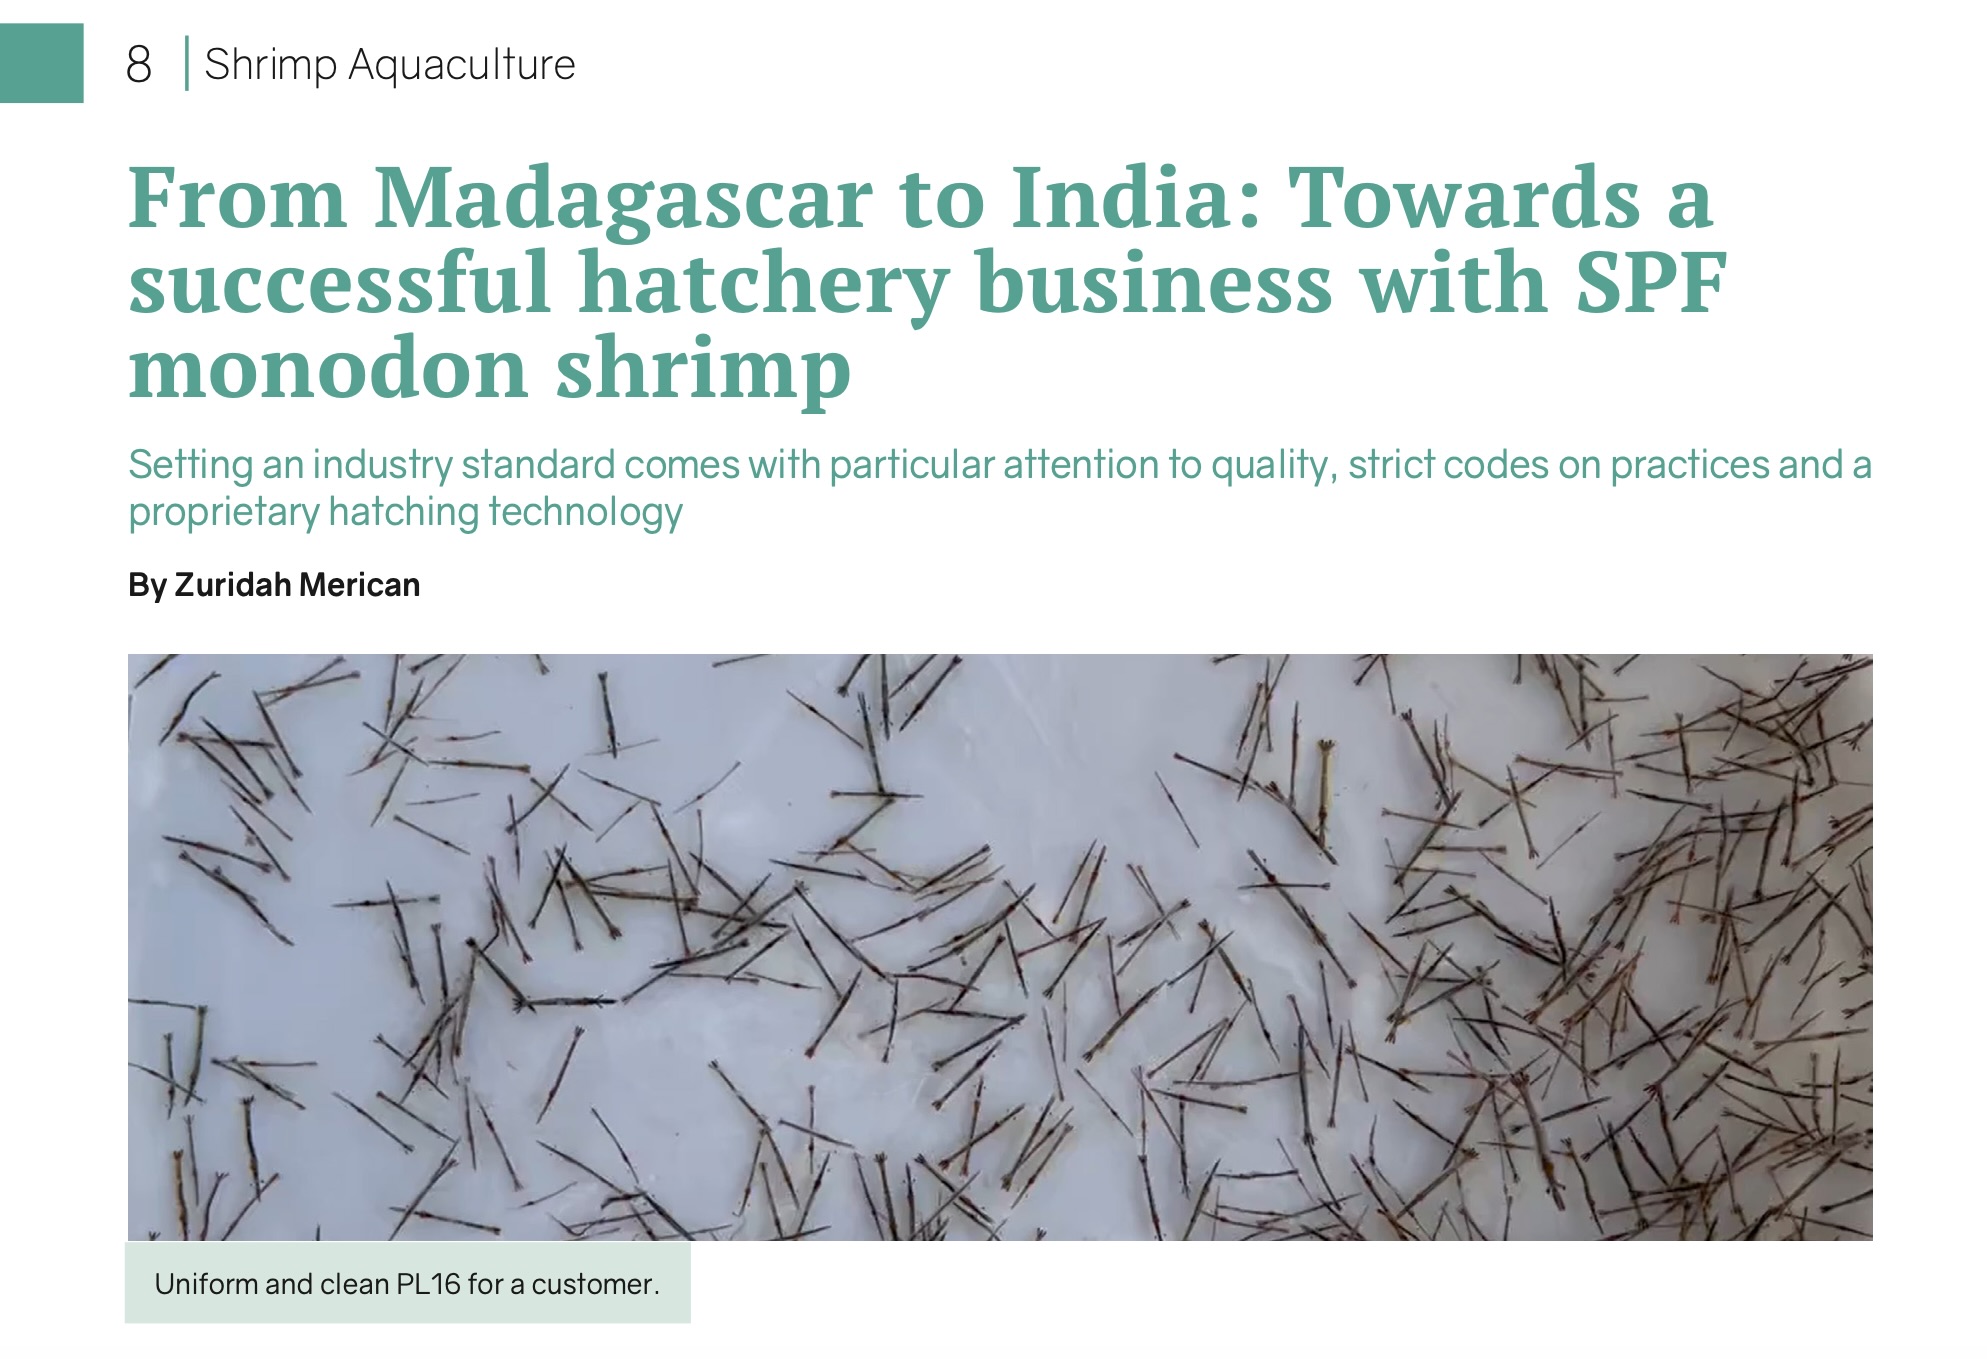 8 Shrimp Aquaculture
From Madagascar to India: Towards a
successful hatchery business with SPF
monodon shrimp
Setting an industry standard comes with particular attention to quality, strict codes on practices and a
proprietary hatching technology
By Zuridah Merican
Uniform and clean PL16 for a customer.